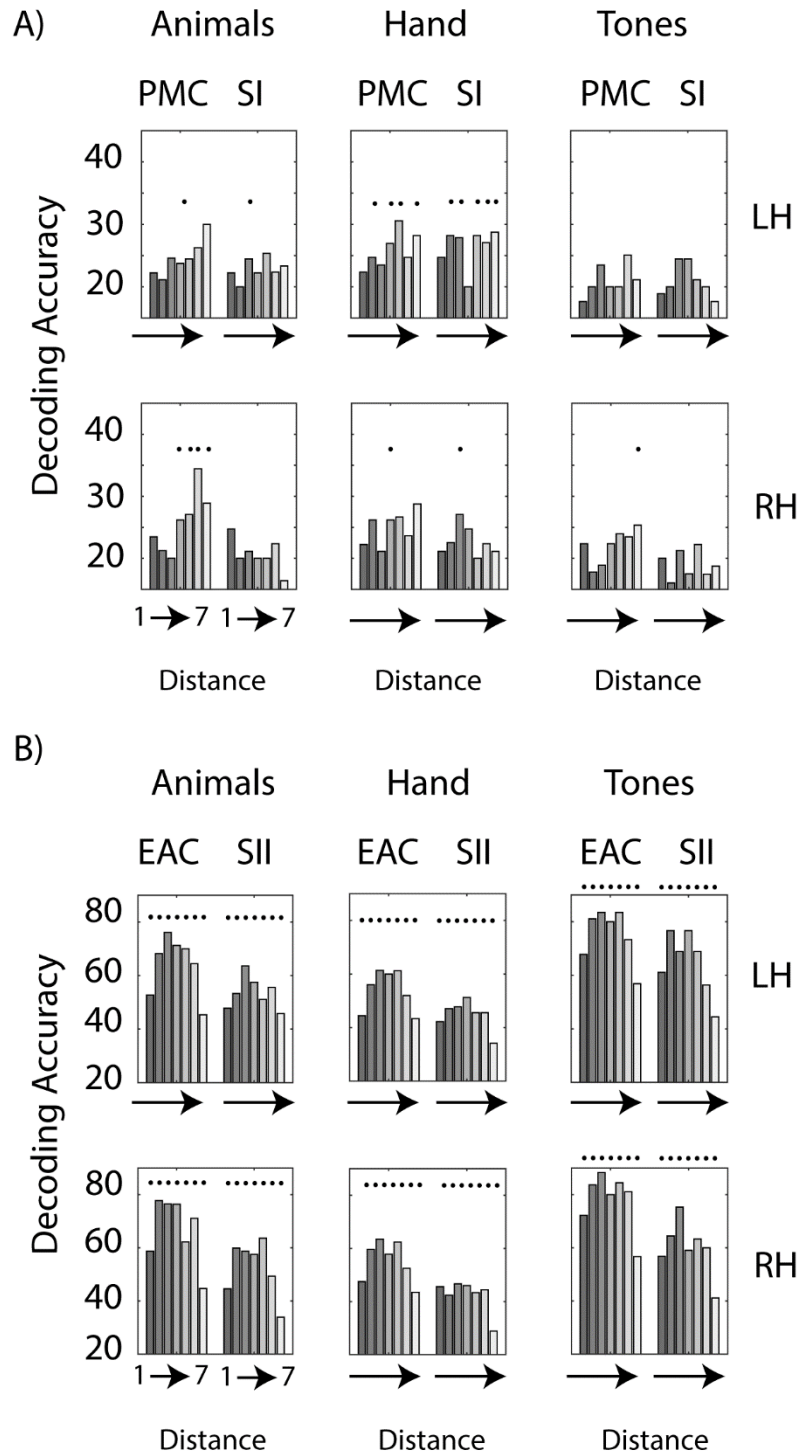 A)
Animals Hand Tones
PMC SI PMC SI PMC SI
Decoding Accuracy
40
30
20
LH
40
30
20
RH
1 7 1 7
Distance Distance Distance
B)
Animals Hand Tones
EAC SII EAC SII EAC SII
Decoding Accuracy
80
60
40
20
LH
Decoding Accuracy
80
60
40
20
RH
1 7 1 7
Distance Distance Distance